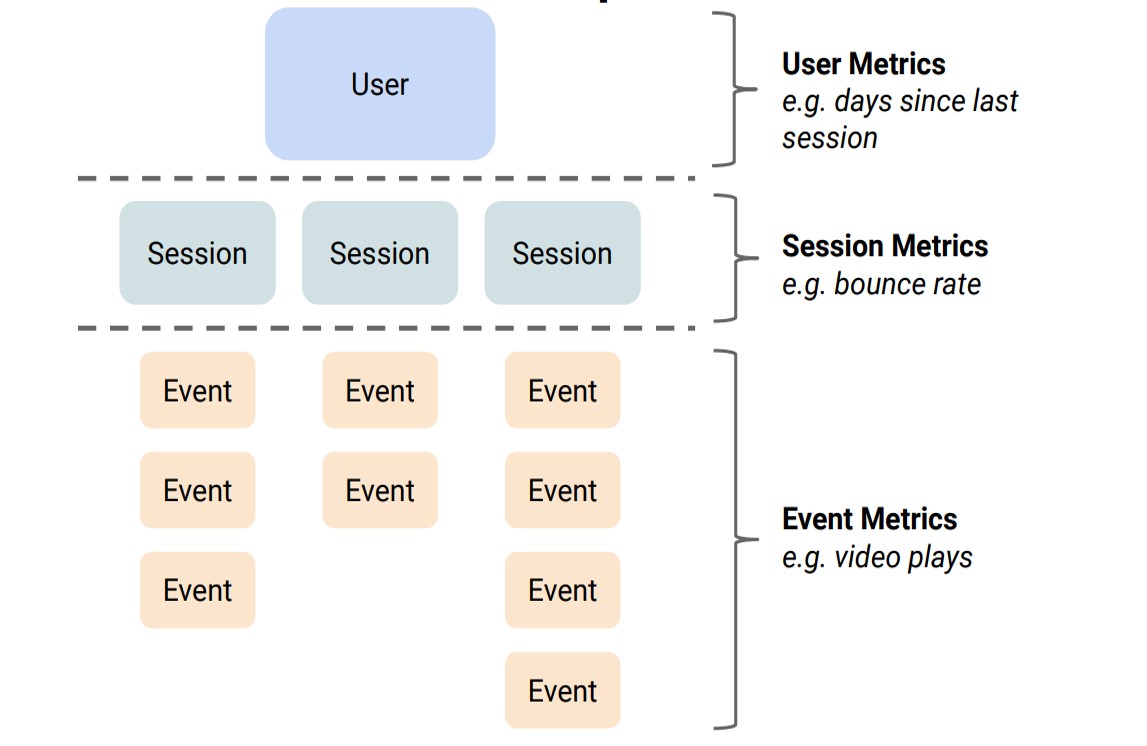 User
User Metrics
e.g. days since last
session
Session Session Session
Session Metrics
e.g. bounce rate
Event Event Event
Event Event Event
Event Event
Event
Event Metrics
e.g. video plays